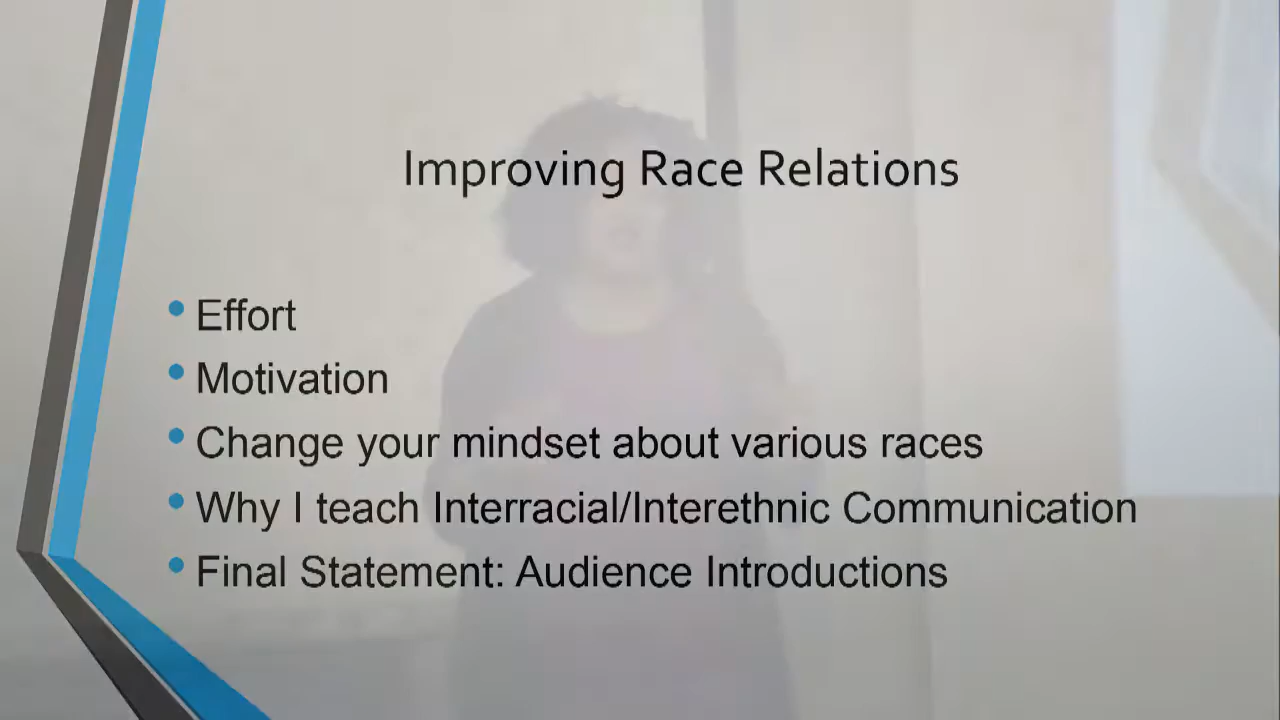 Improving Race Relations
Effort
Motivation
Change your mindset about various races
Why I teach Interracial/Interethnic Communication
Final Statement: Audience Introductions